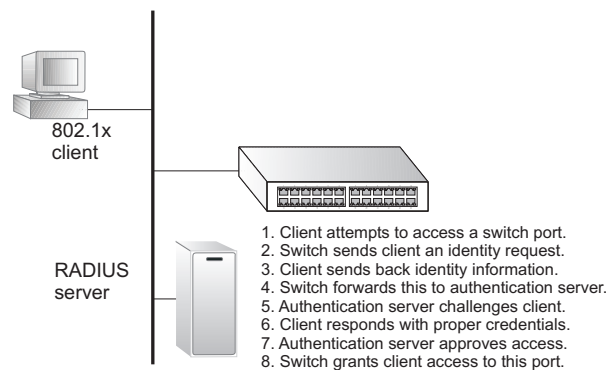 802.1x
client
RADIUS
server
1. Client attempts to access a switch port.
2. Switch sends client an identity request.
3. Client sends back identity information.
4. Switch forwards this to authentication server.
5. Authentication server challenges client.
6. Client responds with proper credentials.
7. Authentication server approves access.
8. Switch grants client access to this port.